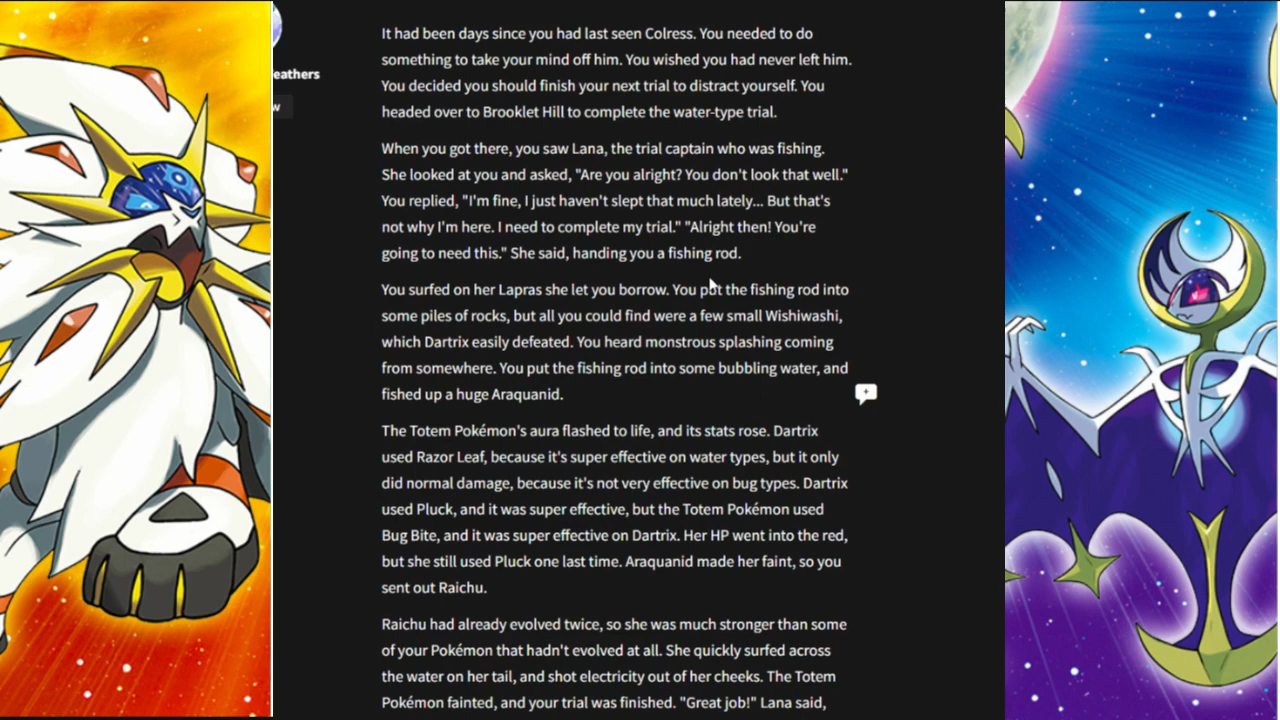 It had been days since you had last seen Colress. You needed to do
something to take your mind off him. You wished you had never left him.
eathers
You decided you should finish your next trial to distract yourself. You
w
headed over to Brooklet Hill to complete the water-type trial.
When you got there, you saw Lana, the trial captain who was fishing.
She looked at you and asked, "Are you alright? You don't look that well."
You replied, "I'm fine, I just haven't slept that much lately... But that's
not why I'm here. I need to complete my trial." "Alright then! You're
going to need this." She said, handing you a fishing rod.
You surfed on her Lapras she let you borrow. You put the fishing rod into
some piles of rocks, but all you could find were a few small Wishiwashi,
which Dartrix easily defeated. You heard monstrous splashing coming
from somewhere. You put the fishing rod into some bubbling water, and
fished up a huge Araquanid.
The Totem Pokémon's aura flashed to life, and its stats rose. Dartrix
used Razor Leaf, because it's super effective on water types, but it only
did normal damage, because it's not very effective on bug types. Dartrix
used Pluck, and it was super effective, but the Totem Pokémon used
Bug Bite, and it was super effective on Dartrix. Her HP went into the red,
but she still used Pluck one last time. Araquanid made her faint, so you
sent out Raichu.
Raichu had already evolved twice, so she was much stronger than some
of your Pokémon that hadn't evolved at all. She quickly surfed across
the water on her tail, and shot electricity out of her cheeks. The Totem
Pokémon fainted, and your trial was finished. "Great job!" Lana said,